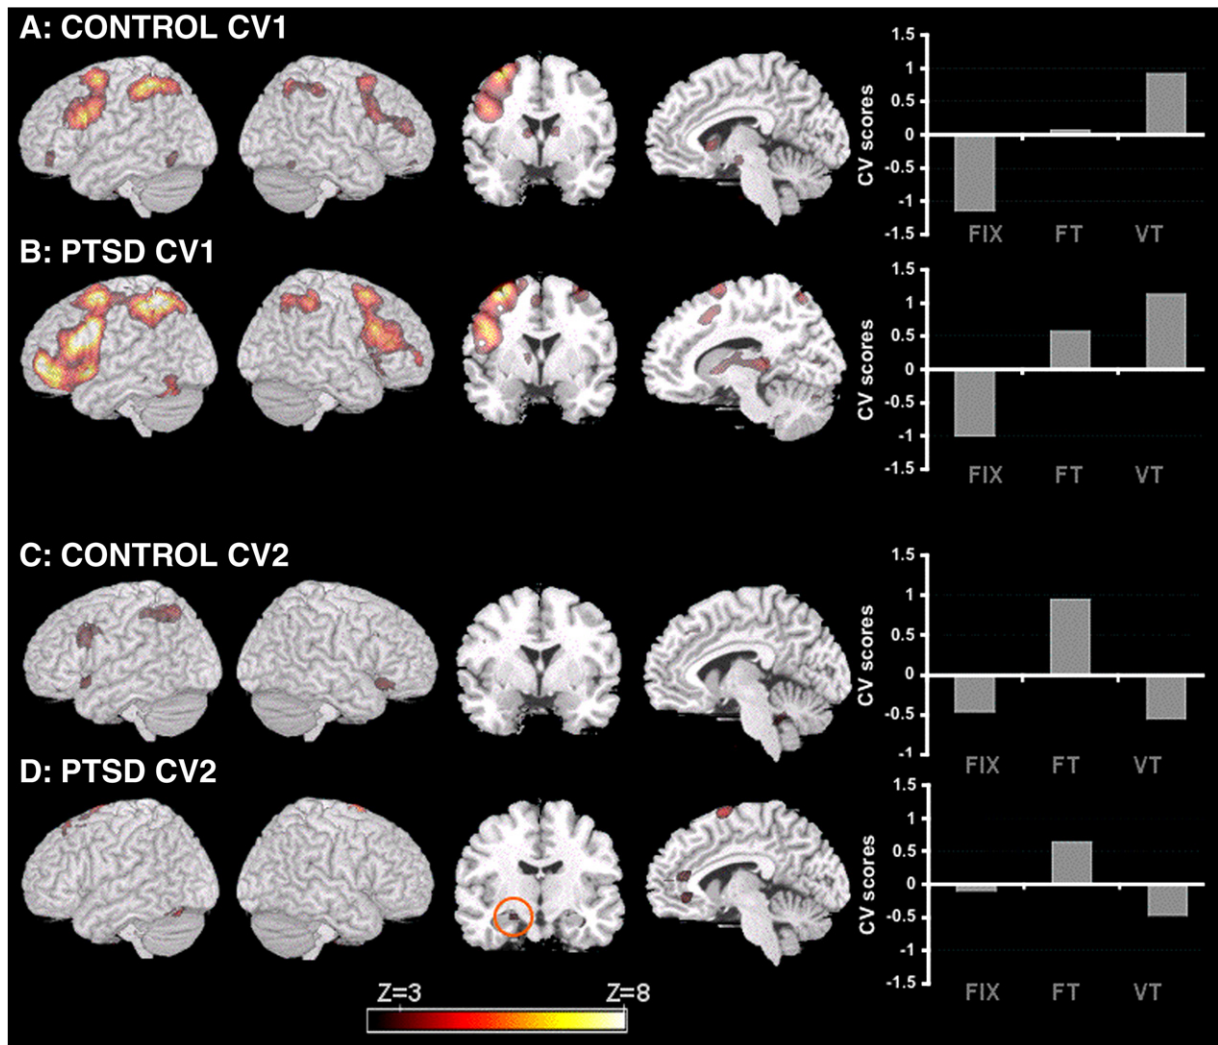 A: CONTROL CV1
1.5
1
0.5
0
-0.5
-1
-1.5
CV scores
FIX FT VT
B: PTSD CV1
1.5
1
0.5
0
-0.5
-1
-1.5
CV scores
FIX FT VT
C: CONTROL CV2
1.5
1
0.5
0
-0.5
-1
CV scores
FIX FT VT
D: PTSD CV2
1.5
1
0.5
0
-0.5
-1
-1.5
CV scores
FIX FT VT
Z=3 Z=8